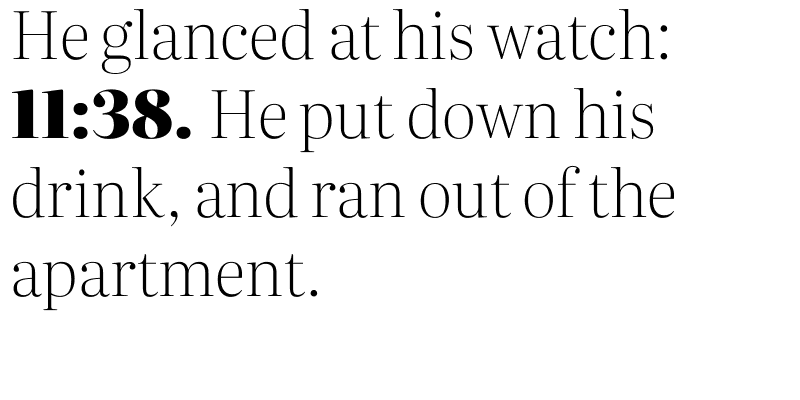 He glanced at his watch:
11:38. He put down his
drink, and ran out of the
apartment.